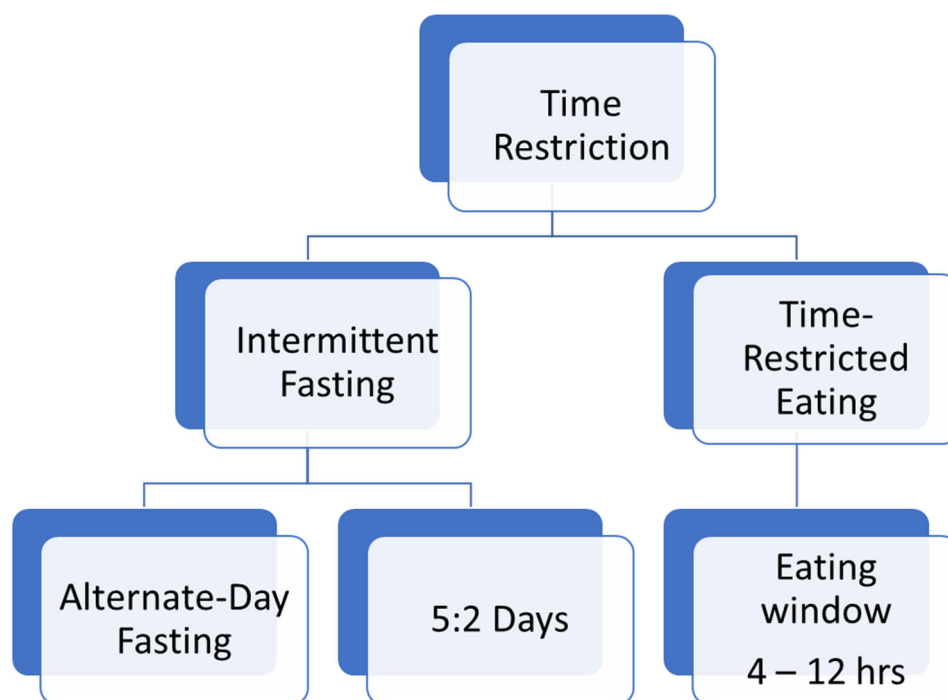 Time
Restriction
Intermittent
Fasting
Time-
Restricted
Eating
Alternate-Day
Fasting
5:2 Days
Eating
window
4 – 12 hrs